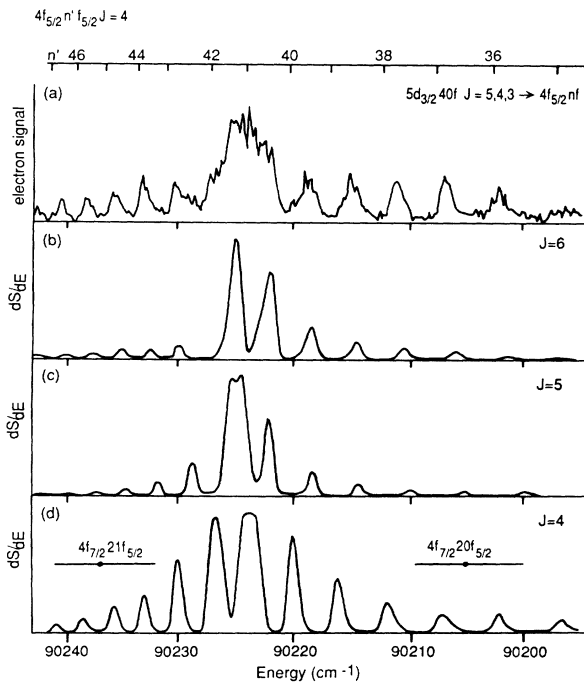 4f5/2 n' f5/2 J = 4
n' 46 44 42 40 38 36
(a) 5d3/2 40f J = 5,4,3 → 4f5/2 nf
electron signal
(b) J=6
dS/dE
(c) J=5
dS/dE
(d) J=4
4f7/2 21f5/2 4f7/2 20f5/2
dS/dE
90240 90230 90220 90210 90200
Energy (cm -1)